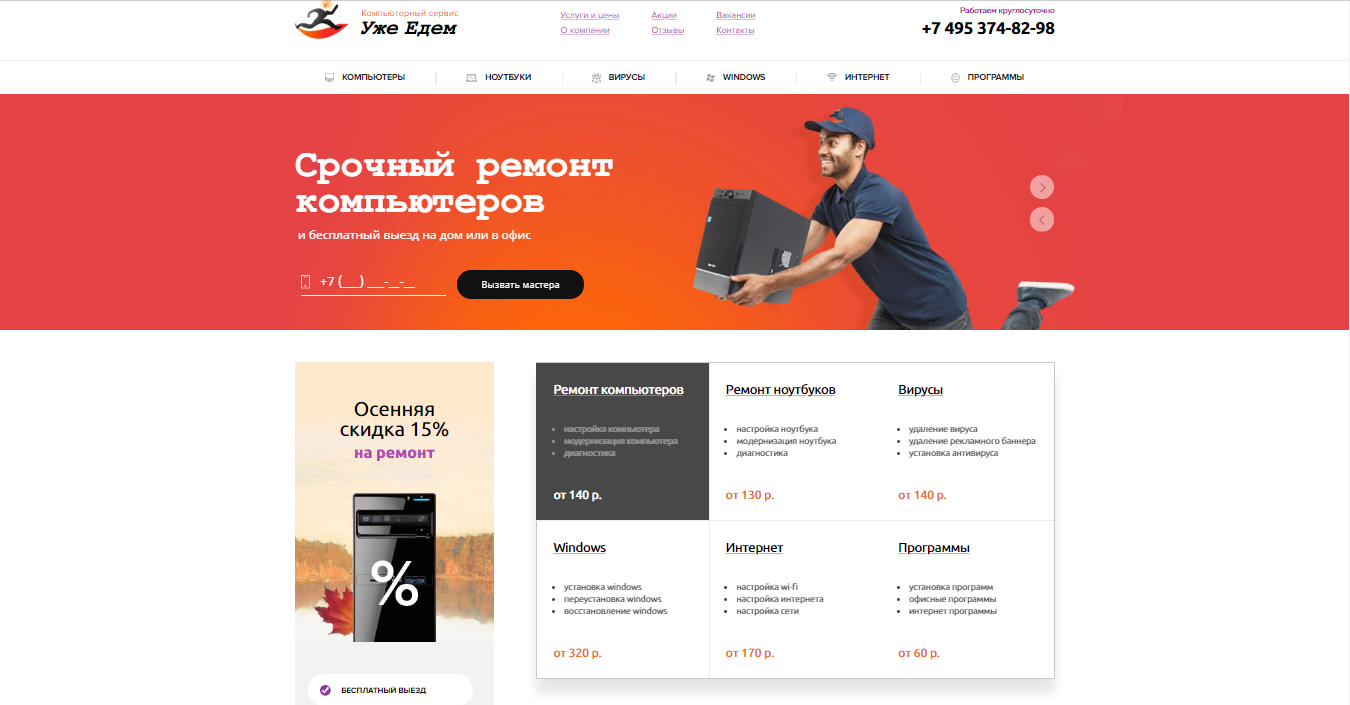 Компьютерный сервис
Уже Едем
Услуги и цены
Акции
Вакансии
О компании
Отзывы
Контакты
Работаем круглосуточно
+7 495 374-82-98
КОМПЬЮТЕРЫ
НОУТБУКИ
ВИРУСЫ
WINDOWS
ИНТЕРНЕТ
ПРОГРАММЫ
Срочный ремонт
компьютеров
и бесплатный выезд на дом или в офис
+7 (___) ___-__-__
Вызвать мастера
Осенняя
скидка 15%
на ремонт
%
БЕСПЛАТНЫЙ ВЫЕЗД
Ремонт компьютеров
настройка компьютера
модернизация компьютера
диагностика
от 140 р.
Ремонт ноутбуков
настройка ноутбука
модернизация ноутбука
диагностика
от 130 р.
Вирусы
удаление вируса
удаление рекламного баннера
установка антивируса
от 140 р.
Windows
установка windows
переустановка windows
восстановление windows
от 320 р.
Интернет
настройка wi-fi
настройка интернета
настройка сети
от 170 р.
Программы
установка программ
офисные программы
интернет программы
от 60 р.